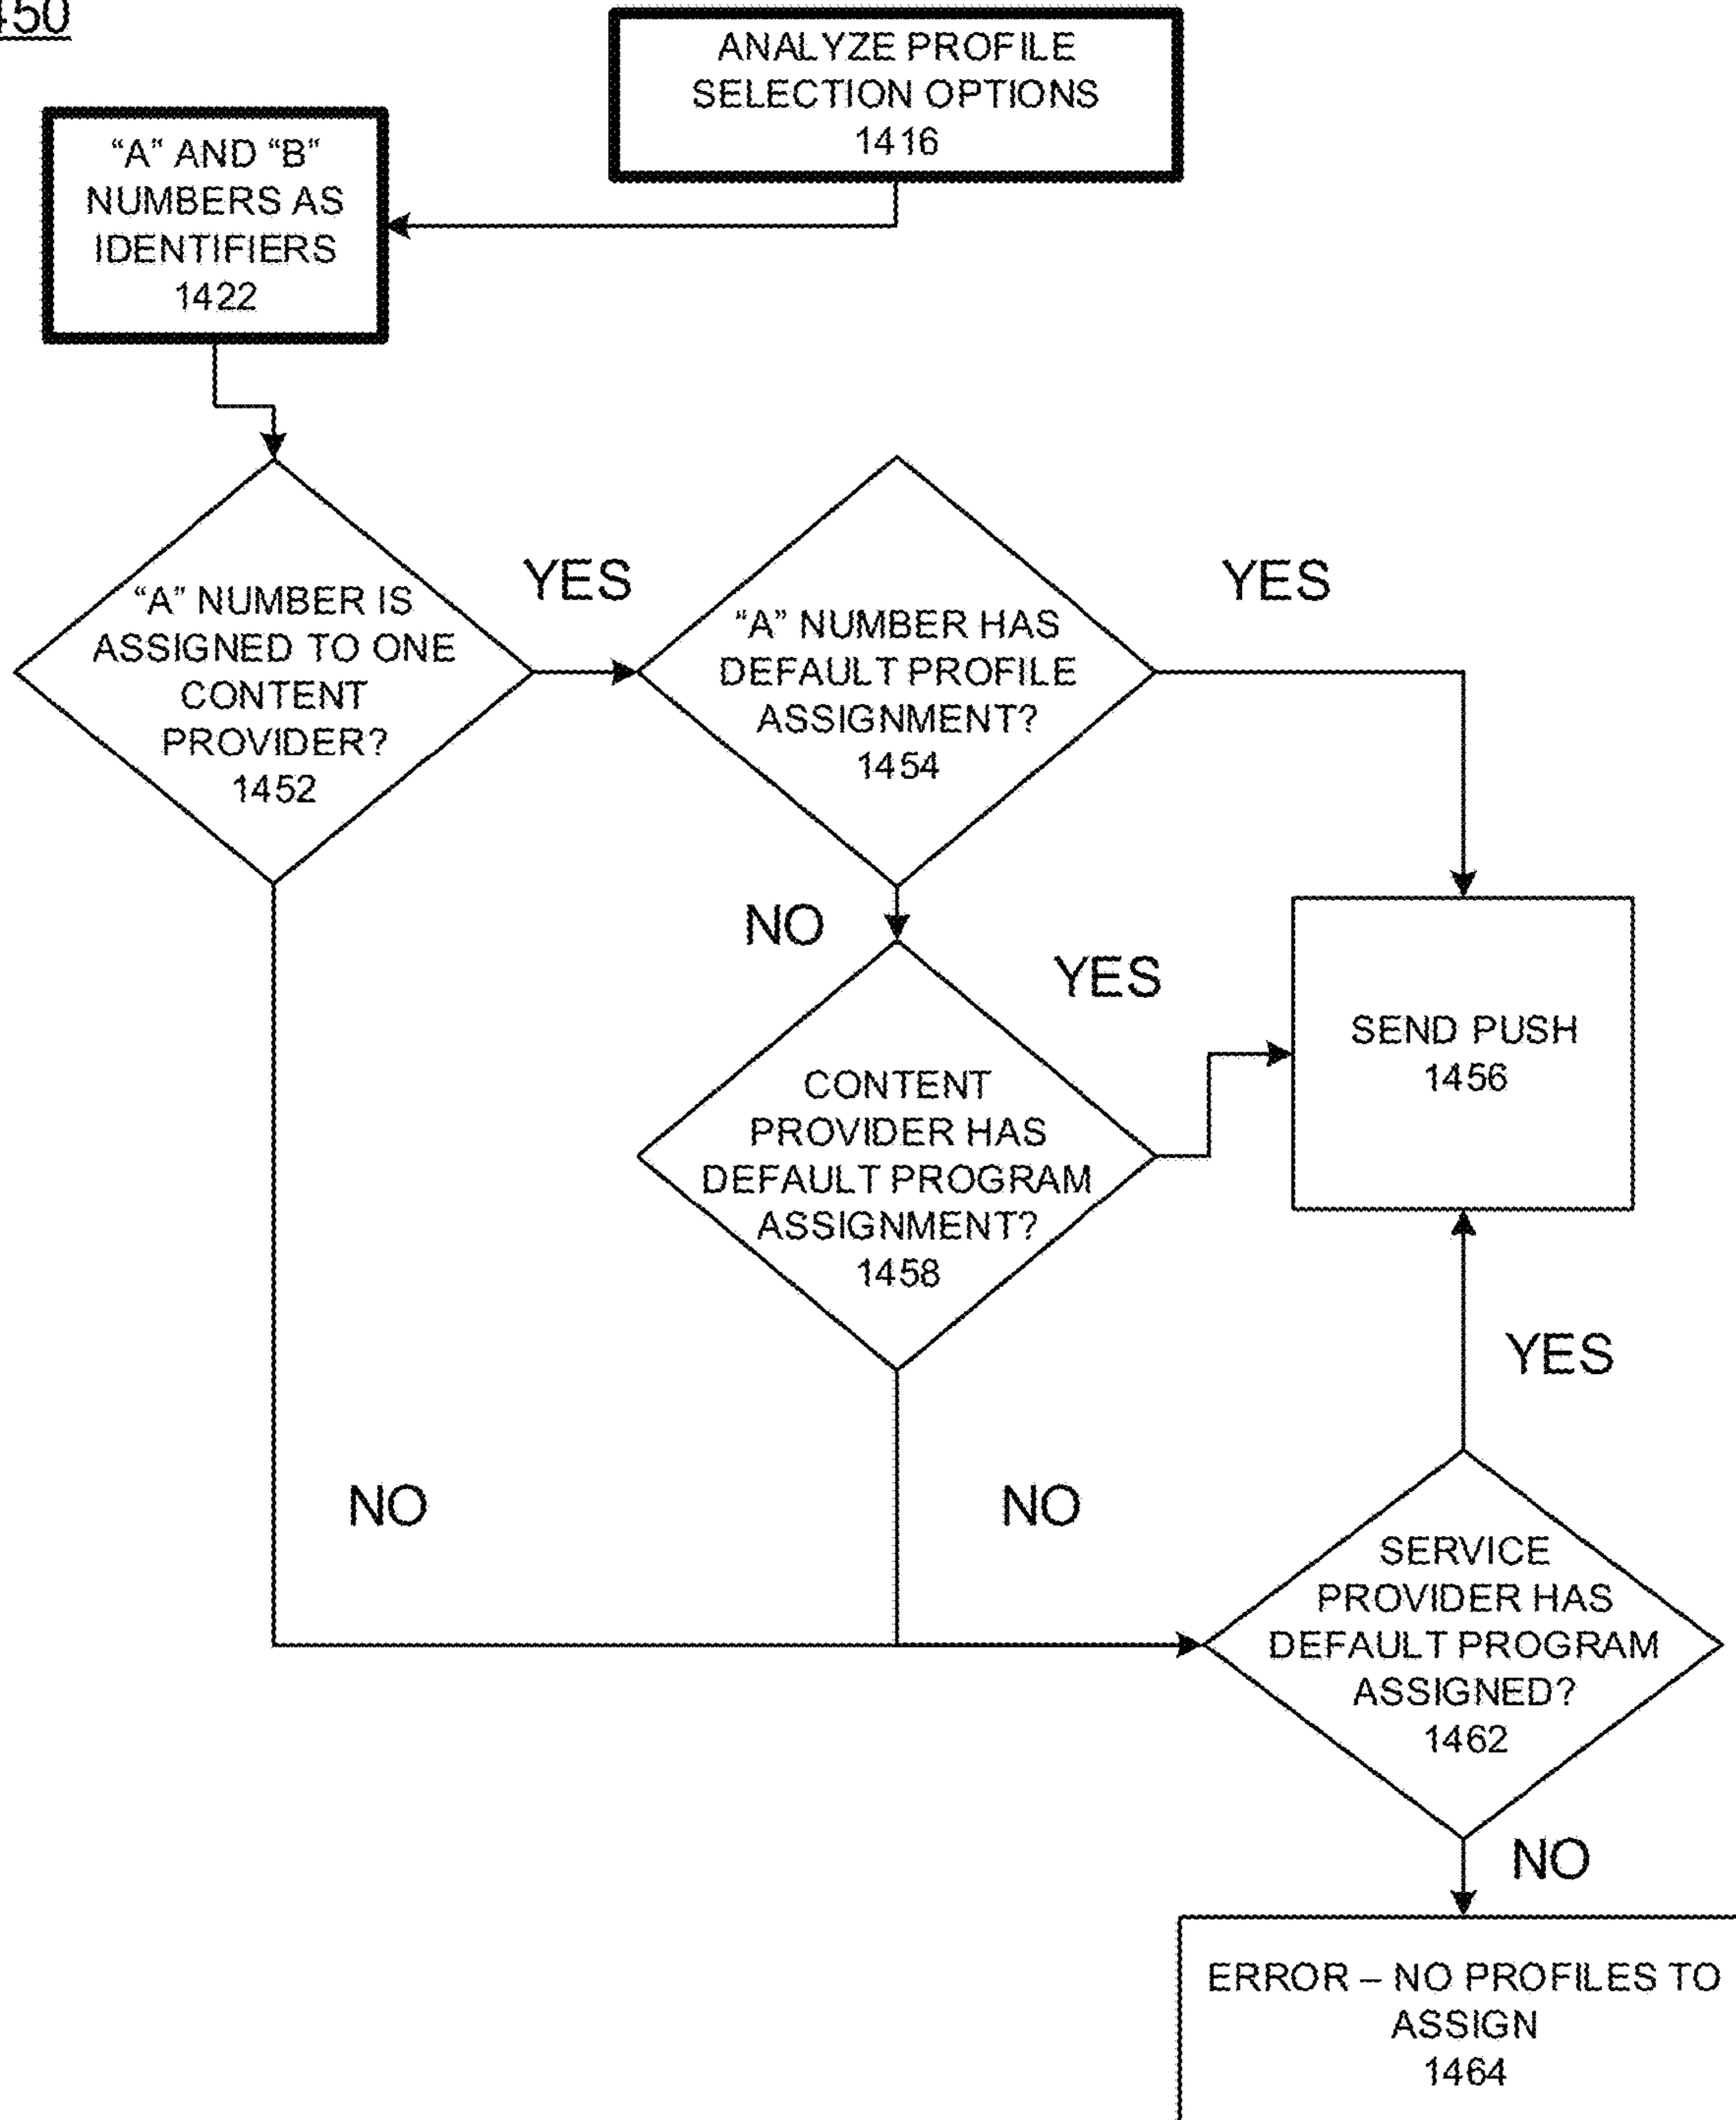 450
ANALYZE PROFILE
SELECTION OPTIONS
1416
“A” AND “B”
NUMBERS AS
IDENTIFIERS
1422
“A” NUMBER IS
ASSIGNED TO ONE
CONTENT
PROVIDER?
1452
YES
“A” NUMBER HAS
DEFAULT PROFILE
ASSIGNMENT?
1454
YES
NO
CONTENT
PROVIDER HAS
DEFAULT PROGRAM
ASSIGNMENT?
1458
YES
SEND PUSH
1456
NO
NO
YES
SERVICE
PROVIDER HAS
DEFAULT PROGRAM
ASSIGNED?
1462
NO
ERROR – NO PROFILES TO
ASSIGN
1464